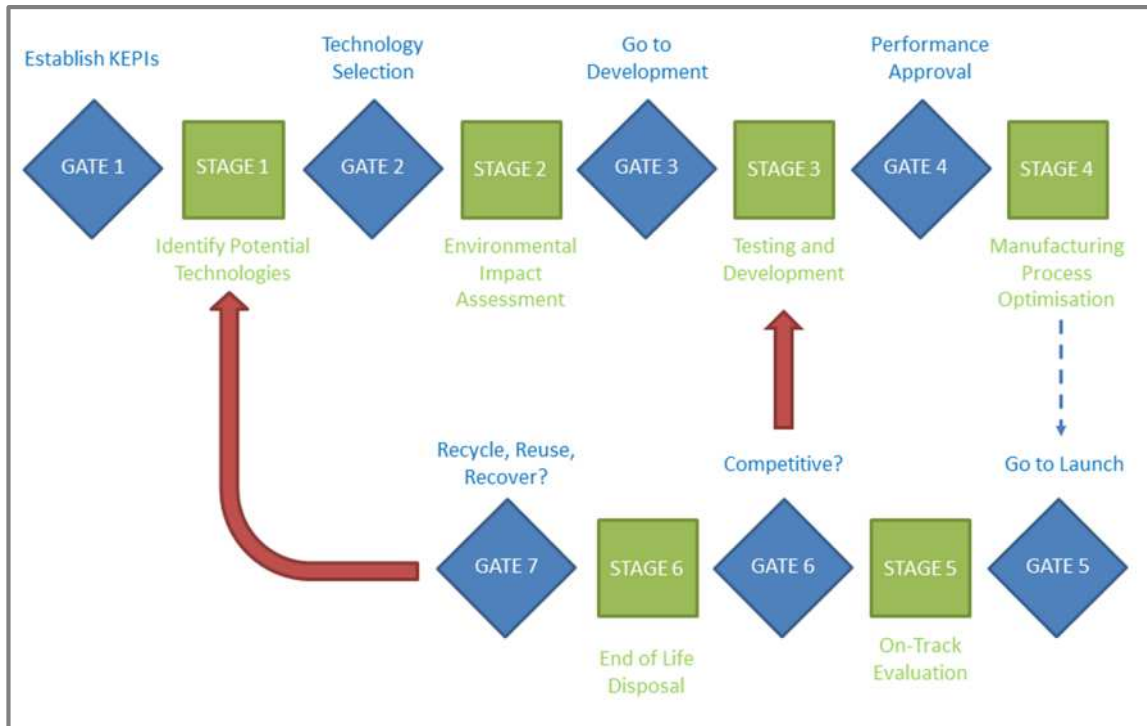 Establish KEPIs
Technology
Selection
Go to
Development
Performance
Approval
GATE 1
STAGE 1
GATE 2
STAGE 2
GATE 3
STAGE 3
GATE 4
STAGE 4
Identify Potential
Technologies
Environmental
Impact
Assessment
Testing and
Development
Manufacturing
Process
Optimisation
Recycle, Reuse,
Recover?
Competitive?
Go to Launch
GATE 7
STAGE 6
GATE 6
STAGE 5
GATE 5
End of Life
Disposal
On-Track
Evaluation